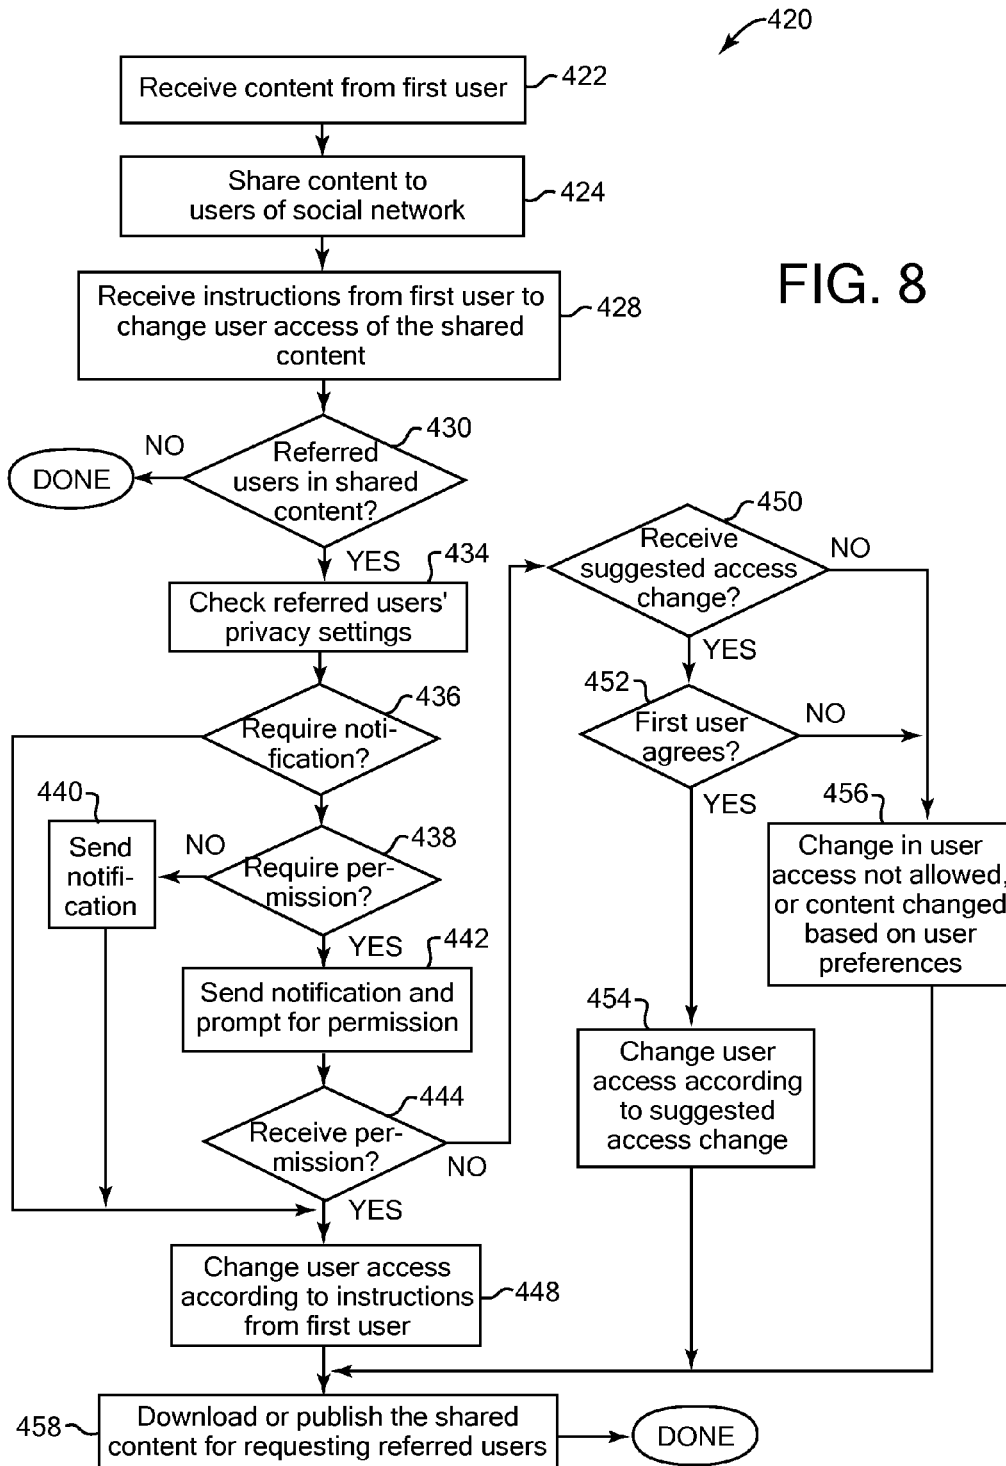 420
Receive content from first user
422
Share content to
users of social network
424
FIG. 8
Receive instructions from first user to
change user access of the shared
content
428
430
NO
Referred
users in shared
content?
DONE
YES
434
Check referred users'
privacy settings
436
Require noti-
fication?
440
Send
notifi-
cation
NO
438
Require per-
mission?
YES
442
Send notification and
prompt for permission
444
Receive per-
mission?
NO
YES
Change user access
according to instructions
from first user
448
450
Receive
suggested access
change?
NO
YES
452
First user
agrees?
NO
YES
456
Change in user
access not allowed,
or content changed
based on user
preferences
454
Change user
access according
to suggested
access change
458
Download or publish the shared
content for requesting referred users
DONE